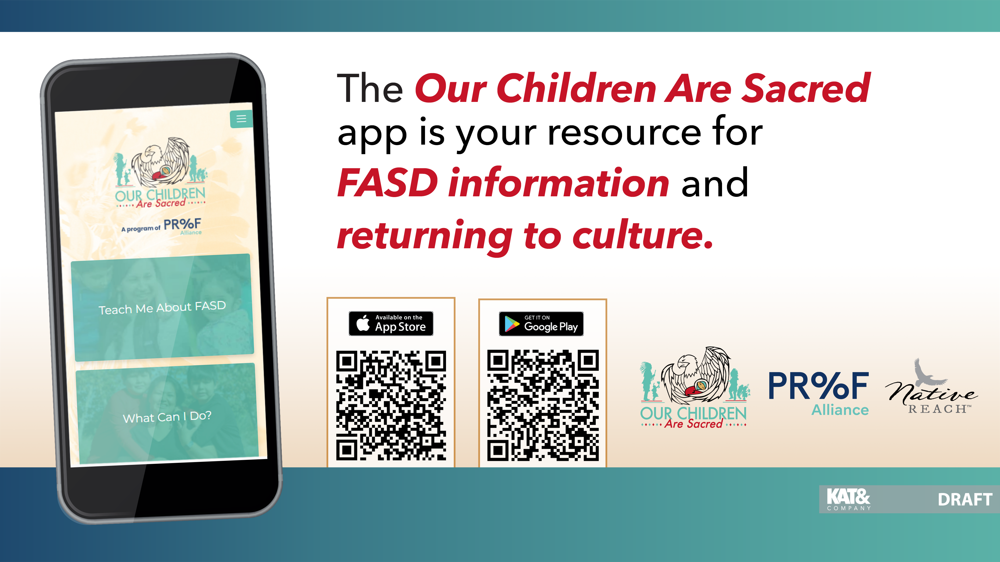 The Our Children Are Sacred
app is your resource for
FASD information and
returning to culture.
OUR CHILDREN
Are Sacred
A program of PR%F
Alliance
Teach Me About FASD
What Can I Do?
Available on the
App Store
GET IT ON
Google Play
OUR CHILDREN
Are Sacred
PR%F
Alliance
Native
REACH™
KAT&
COMPANY
DRAFT